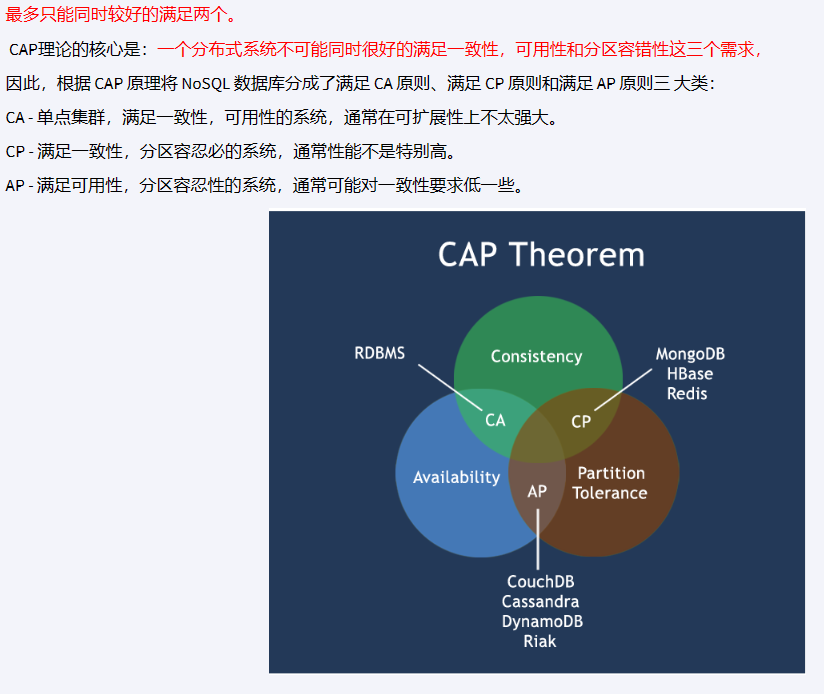 最多只能同时较好的满足两个。
CAP理论的核心是：一个分布式系统不可能同时很好的满足一致性，可用性和分区容错性这三个需求，
因此，根据 CAP 原理将 NoSQL 数据库分成了满足 CA 原则、满足 CP 原则和满足 AP 原则三 大类：
CA - 单点集群，满足一致性，可用性的系统，通常在可扩展性上不太强大。
CP - 满足一致性，分区容忍必的系统，通常性能不是特别高。
AP - 满足可用性，分区容忍性的系统，通常可能对一致性要求低一些。
CAP Theorem
RDBMS
Consistency
MongoDB
HBase
Redis
CA
CP
Availability
AP
Partition
Tolerance
CouchDB
Cassandra
DynamoDB
Riak